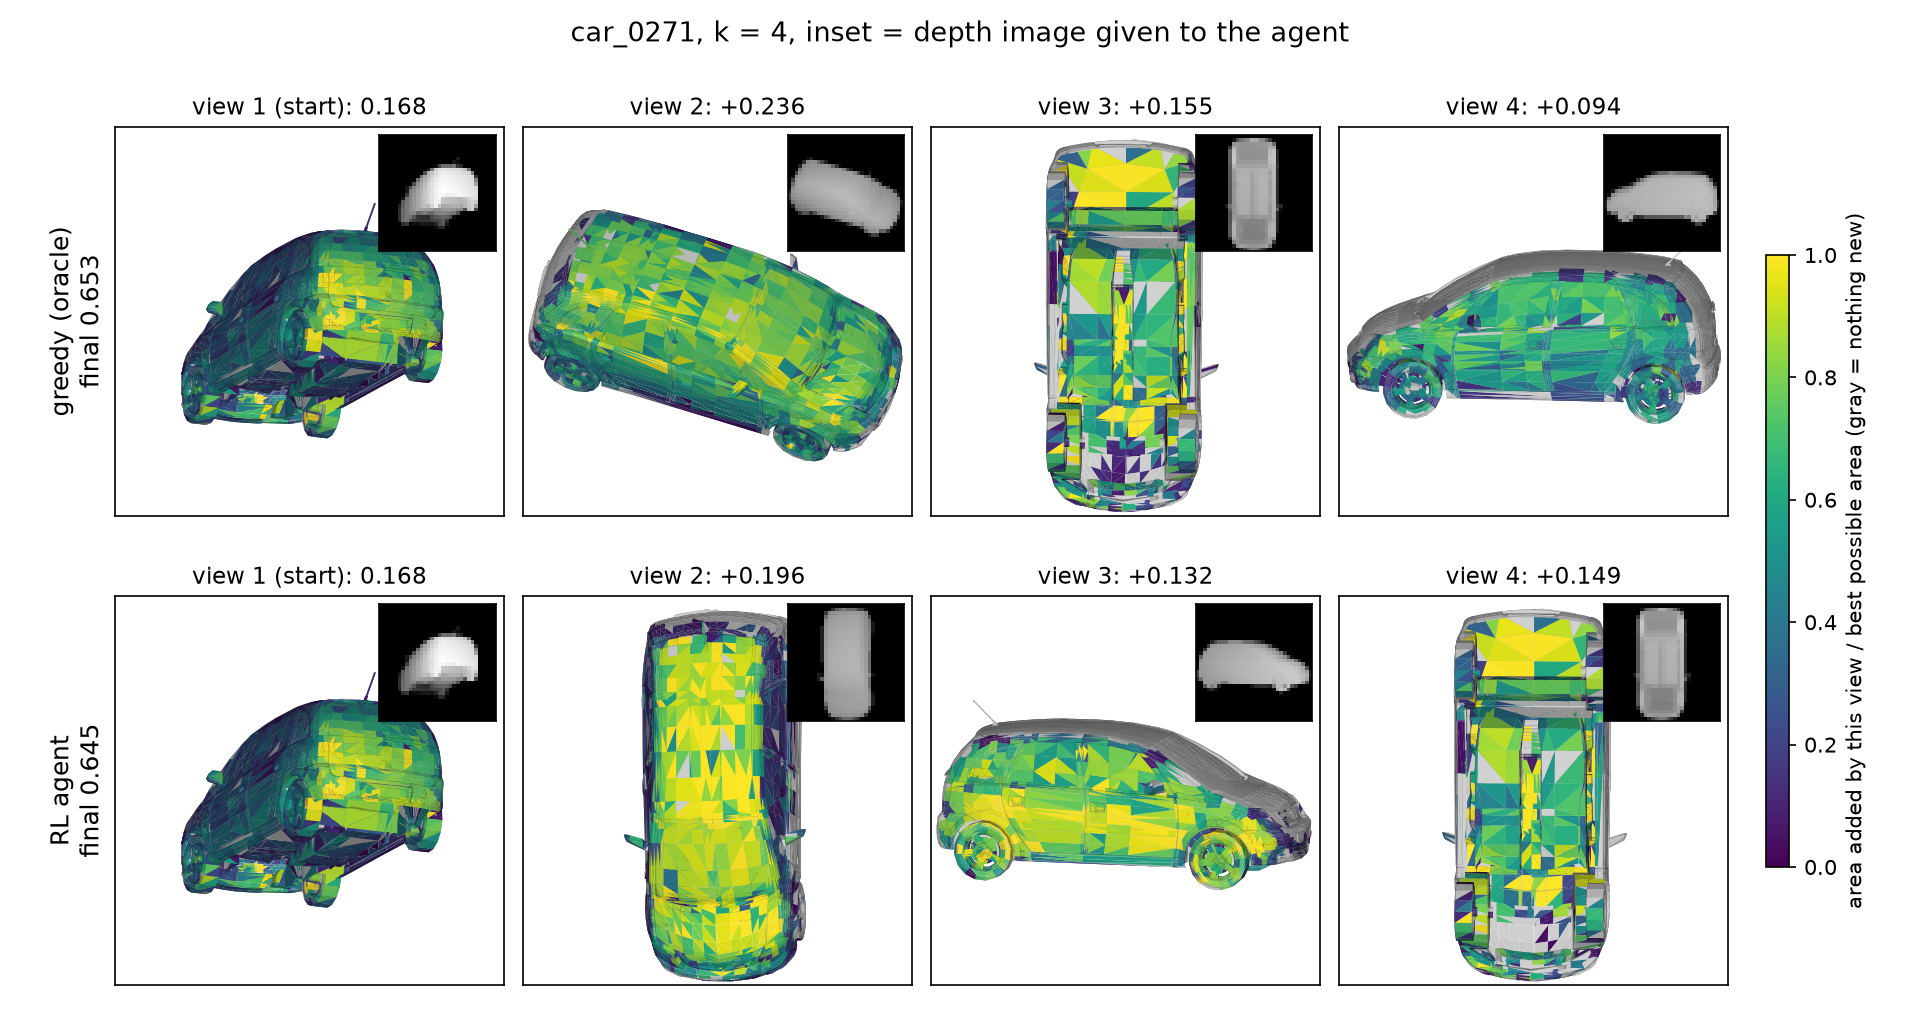 car_0271, k = 4, inset = depth image given to the agent
view 1 (start): 0.168
view 2: +0.236
view 3: +0.155
view 4: +0.094
greedy (oracle)
final 0.653
view 1 (start): 0.168
view 2: +0.196
view 3: +0.132
view 4: +0.149
RL agent
final 0.645
1.0
0.8
0.6
0.4
0.2
0.0
area added by this view / best possible area (gray = nothing new)